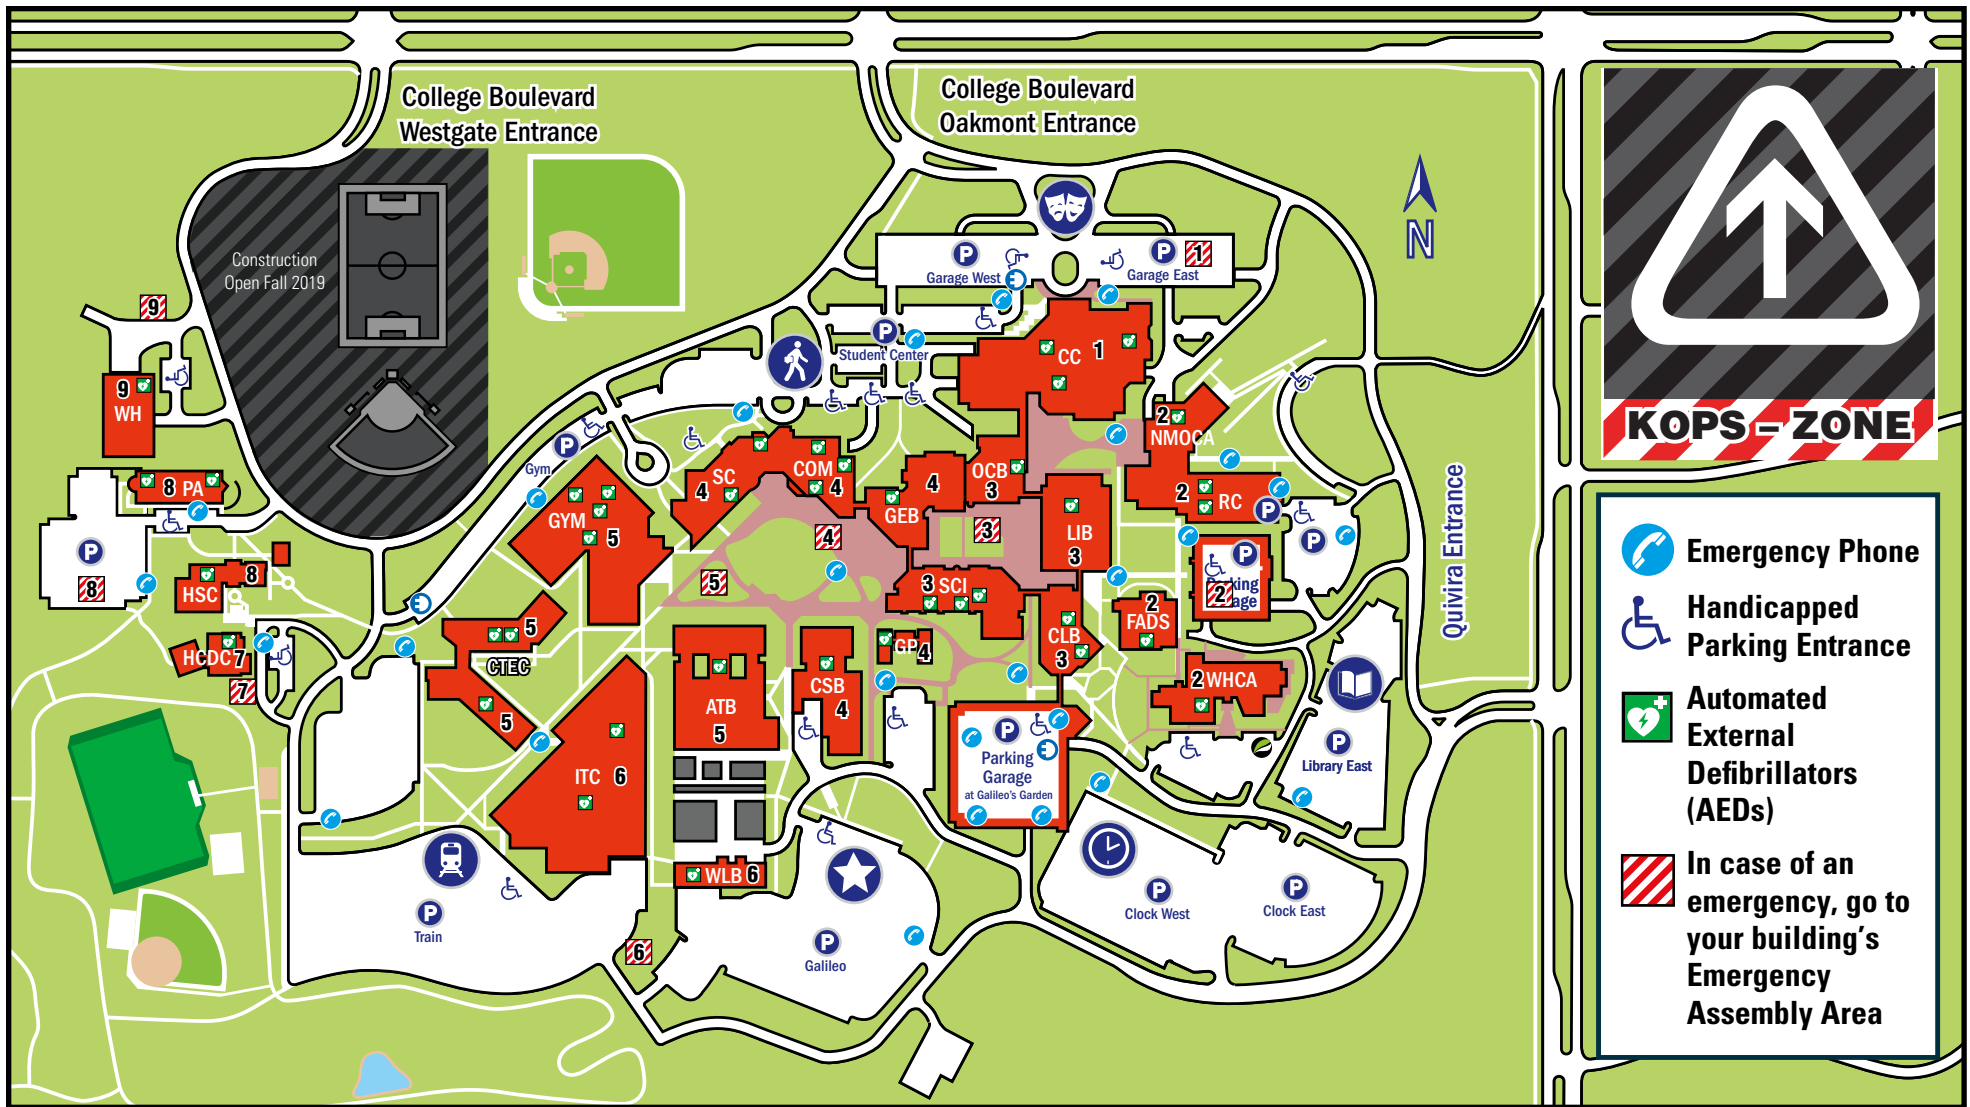 College Boulevard
Westgate Entrance
College Boulevard
Oakmont Entrance
N
Construction
Open Fall 2019
P
Garage West
P
Garage East
1
9
P
Student Center
CC 1
9
WH
2
NMOCA
P
Gym
SC
4
COM
4
4
GEB
OCB
3
8 PA
GYM
5
2
RC
P
LIB
3
4
3
P
P
P
Parking
Garage
2
8
HSC
8
5
3 SCI
2
FADS
5
CTEC
5
HCDC 7
7
GP 4
CLB
3
2 WHCA
CSB
4
ATB
5
P
Parking
Garage
at Galileo's Garden
P
Library East
ITC 6
WLB 6
P
Train
6
P
Galileo
P
Clock West
P
Clock East
Quivira Entrance
KOPS – ZONE
Emergency Phone
Handicapped
Parking Entrance
Automated
External
Defibrillators
(AEDs)
In case of an
emergency, go to
your building's
Emergency
Assembly Area